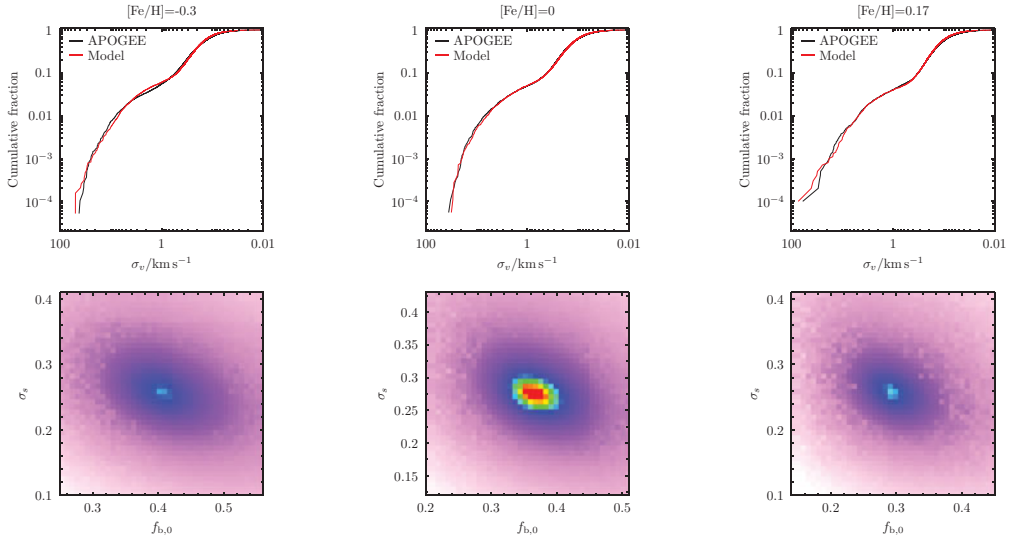 [Fe/H]=-0.3
[Fe/H]=0
[Fe/H]=0.17
1
0.1
0.01
10⁻³
10⁻⁴
Cumulative fraction
APOGEE
Model
100
1
0.01
σᵥ/km s⁻¹
1
0.1
0.01
10⁻³
10⁻⁴
Cumulative fraction
APOGEE
Model
100
1
0.01
σᵥ/km s⁻¹
1
0.1
0.01
10⁻³
10⁻⁴
Cumulative fraction
APOGEE
Model
100
1
0.01
σᵥ/km s⁻¹
0.4
0.3
0.2
0.1
σₛ
0.3
0.4
0.5
f_b,0
0.4
0.35
0.3
0.25
0.2
0.15
σₛ
0.2
0.3
0.4
0.5
f_b,0
0.4
0.3
0.2
0.1
σₛ
0.2
0.3
0.4
f_b,0